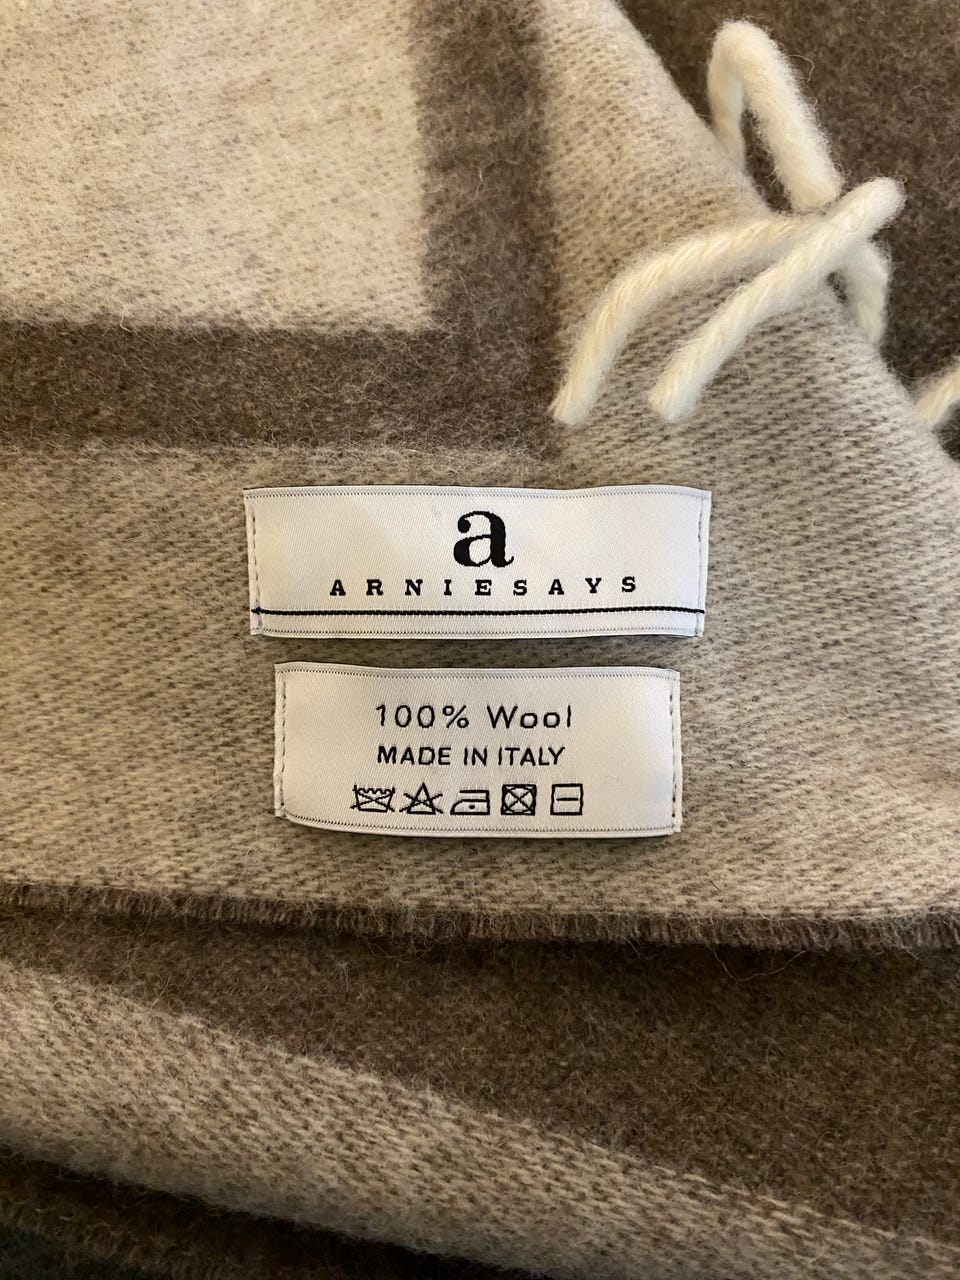 a
ARNIESAYS
100% Wool
MADE IN ITALY